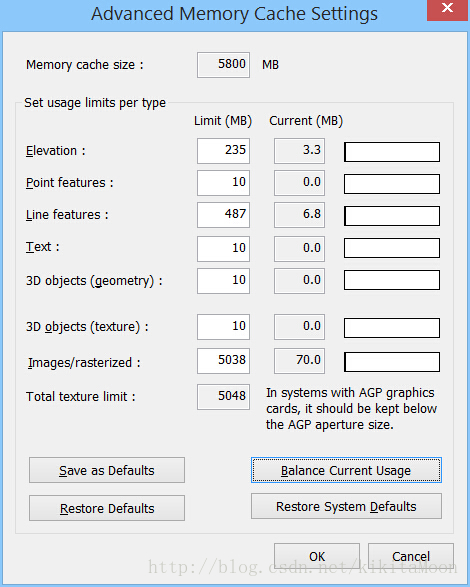 Advanced Memory Cache Settings
Memory cache size : 5800 MB
Set usage limits per type
Limit (MB) Current (MB)
Elevation : 235 3.3
Point features : 10 0.0
Line features : 487 6.8
Text : 10 0.0
3D objects (geometry) : 10 0.0
3D objects (texture) : 10 0.0
Images/rasterized : 5038 70.0
Total texture limit : 5048
In systems with AGP graphics
cards, it should be kept below
the AGP aperture size.
Save as Defaults Balance Current Usage
Restore Defaults Restore System Defaults
OK Cancel
http://blog.csdn.net/kikitaMoon